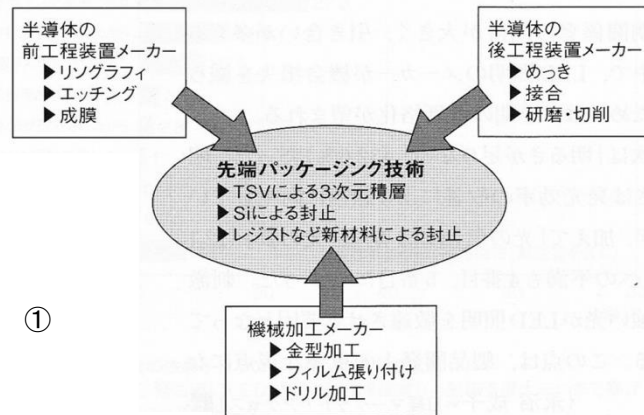 半導体の
前工程装置メーカー
▶リソグラフィ
▶エッチング
▶成膜
半導体の
後工程装置メーカー
▶めっき
▶接合
▶研磨・切削
先端パッケージング技術
▶TSVによる3次元積層
▶Siによる封止
▶レジストなど新材料による封止
①
機械加工メーカー
▶金型加工
▶フィルム張り付け
▶ドリル加工